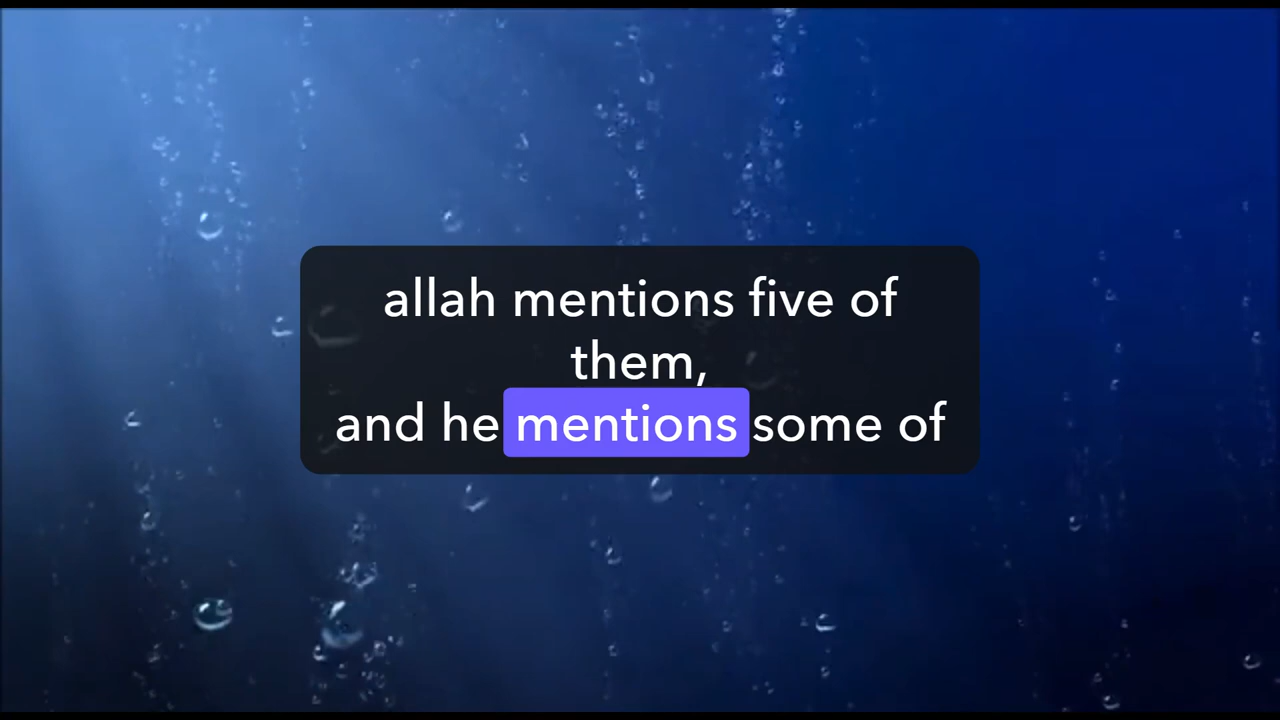 allah mentions five of
them,
and he mentions some of